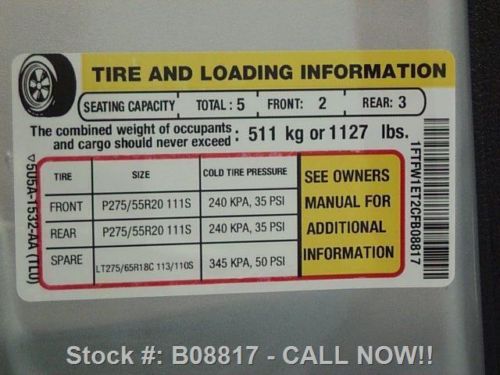 TIRE AND LOADING INFORMATION
SEATING CAPACITY TOTAL: 5 FRONT: 2 REAR: 3
The combined weight of occupants
and cargo should never exceed : 511 kg or 1127 lbs.
TIRE SIZE COLD TIRE PRESSURE
FRONT P275/55R20 111S 240 KPA, 35 PSI
REAR P275/55R20 111S 240 KPA, 35 PSI
SPARE LT275/65R18C 113/110S 345 KPA, 50 PSI
SEE OWNERS
MANUAL FOR
ADDITIONAL
INFORMATION
1FTFW1ET2CFB08817
Stock #: B08817 - CALL NOW!!